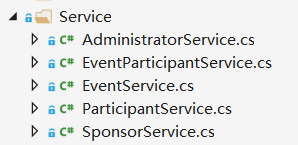 Service
C# AdministratorService.cs
C# EventParticipantService.cs
C# EventService.cs
C# ParticipantService.cs
C# SponsorService.cs